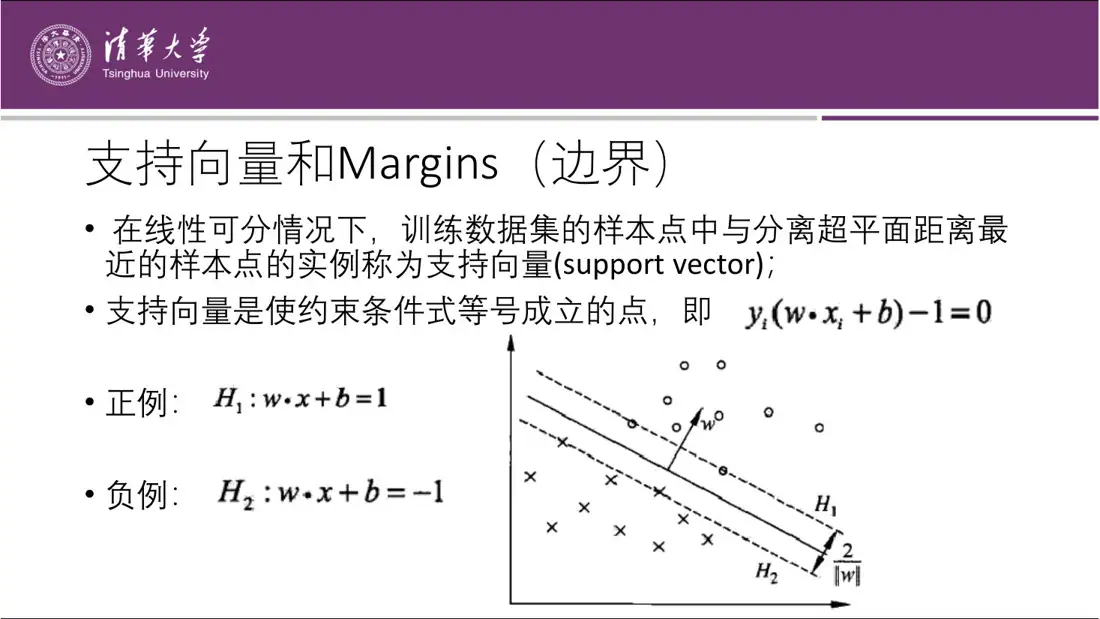 清华大学
Tsinghua University
支持向量和Margins（边界）
• 在线性可分情况下，训练数据集的样本点中与分离超平面距离最
近的样本点的实例称为支持向量(support vector)；
• 支持向量是使约束条件式等号成立的点，即 yᵢ(w•xᵢ+b)-1=0
• 正例： H₁:w•x+b=1
• 负例： H₂:w•x+b=-1
w
H₁
H₂
2
‖w‖